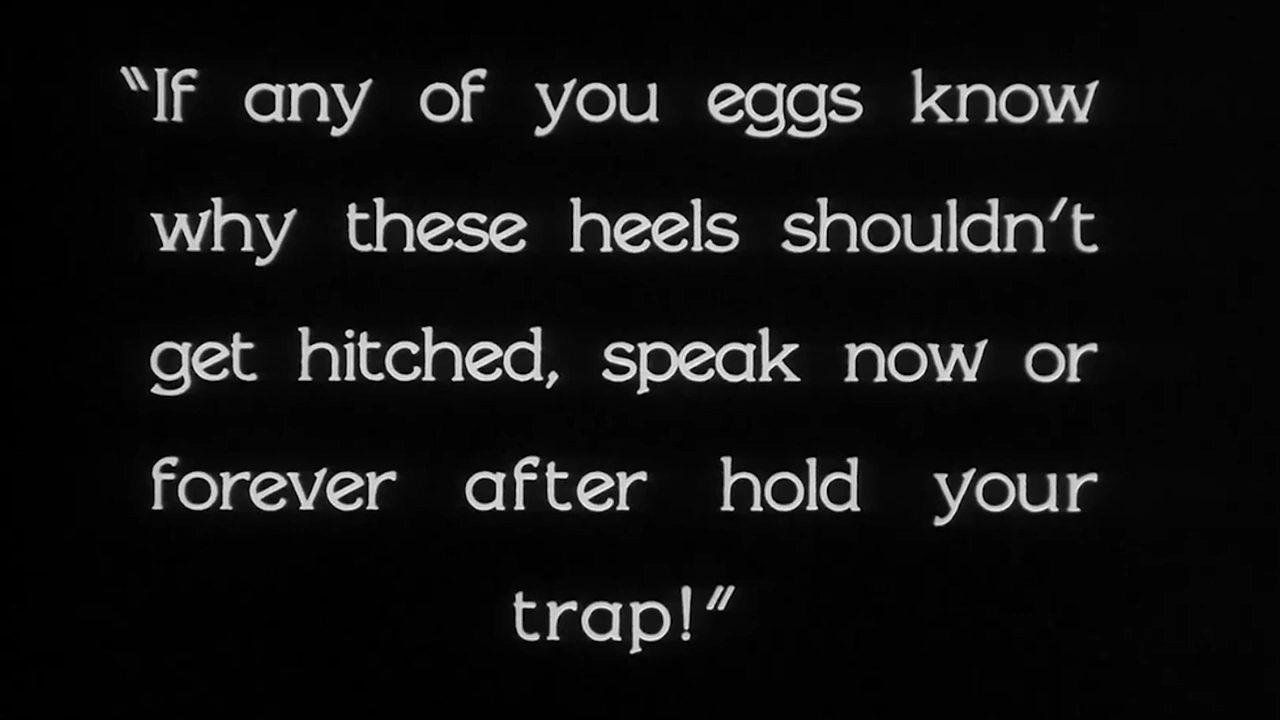 “If any of you eggs know
why these heels shouldn't
get hitched, speak now or
forever after hold your
trap!”